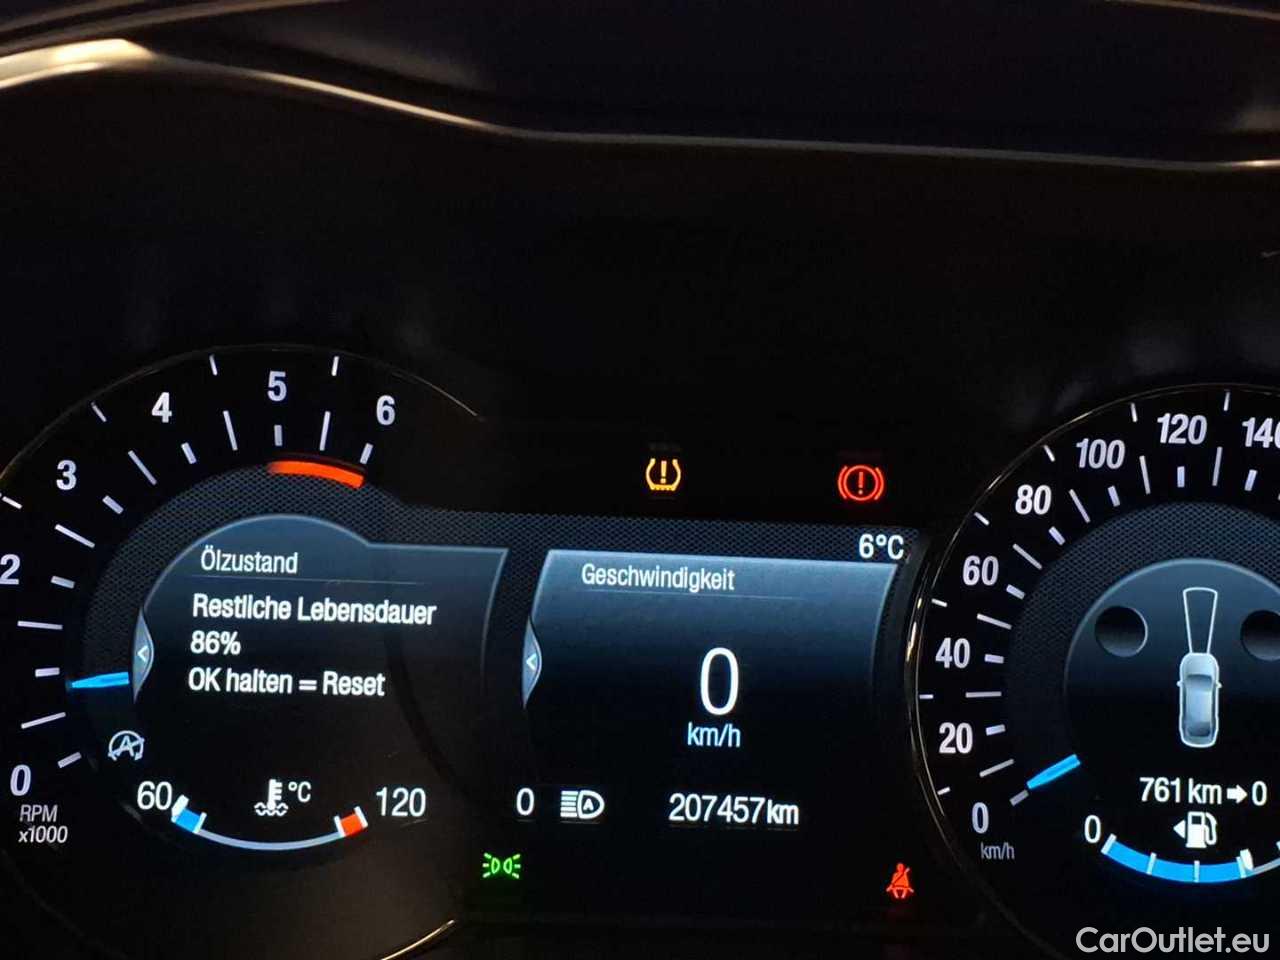 0
2
3
4
5
6
RPM
x1000
Ölzustand
Restliche Lebensdauer
86%
OK halten = Reset
60
°C
120
6°C
Geschwindigkeit
0
km/h
0
A
207457km
0
20
40
60
80
100
120
140
km/h
761 km➔0
0
CarOutlet.eu